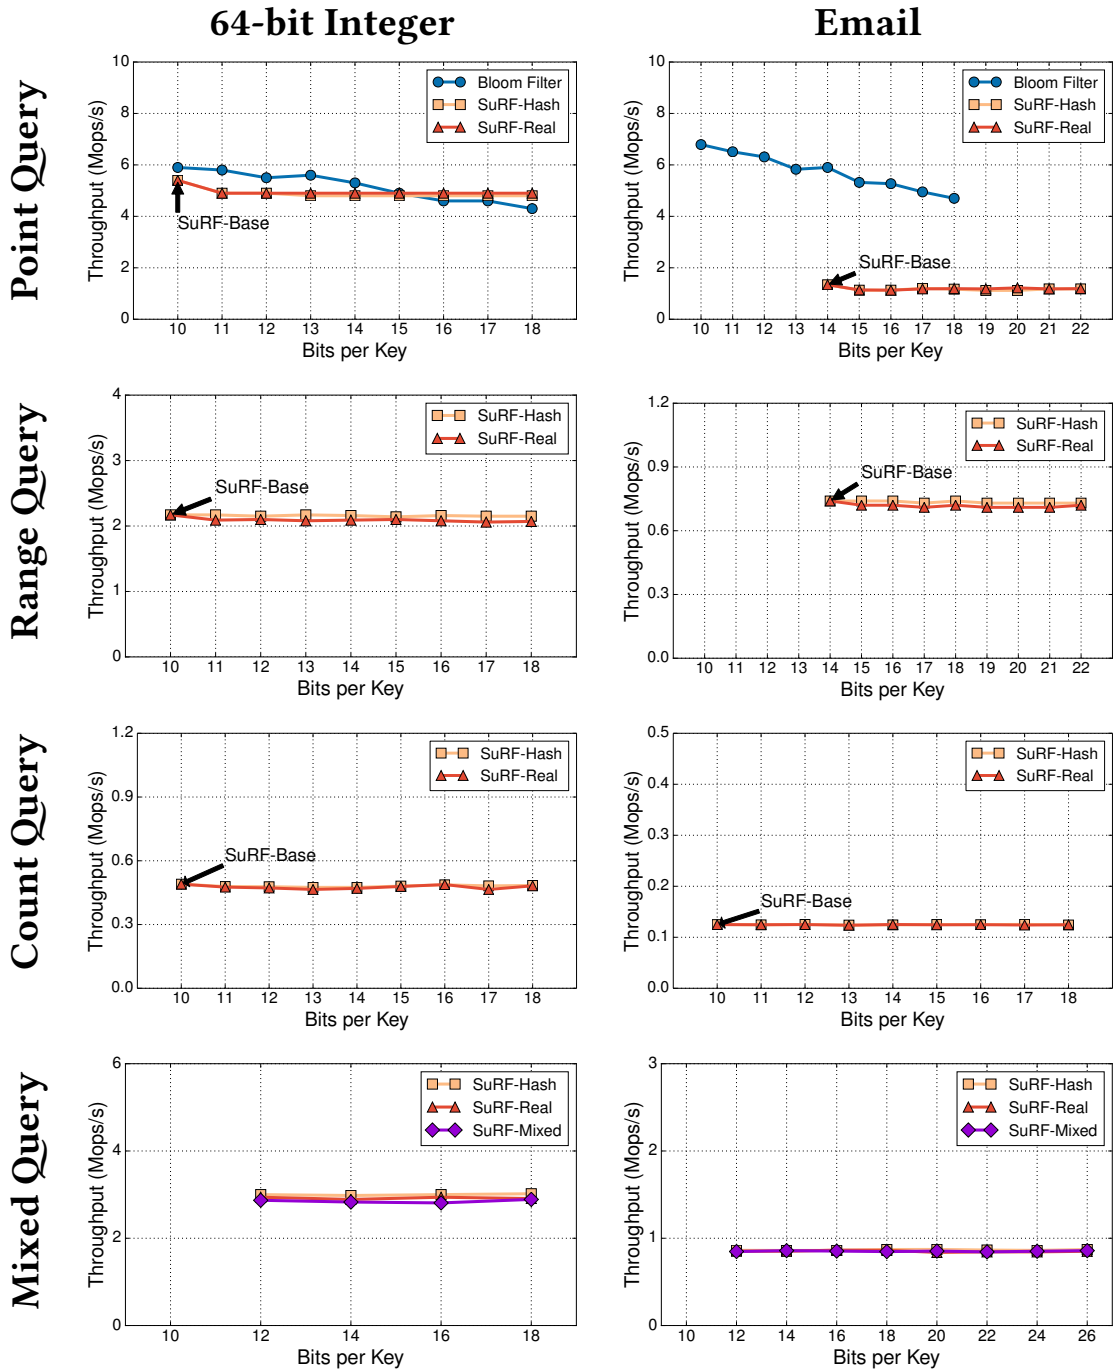 64-bit Integer
Email
Point Query
Throughput (Mops/s)
10
8
6
4
2
0
Bloom Filter
SuRF-Hash
SuRF-Real
SuRF-Base
10 11 12 13 14 15 16 17 18
Bits per Key
Throughput (Mops/s)
10
8
6
4
2
0
Bloom Filter
SuRF-Hash
SuRF-Real
SuRF-Base
10 11 12 13 14 15 16 17 18 19 20 21 22
Bits per Key
Range Query
Throughput (Mops/s)
4
3
2
1
0
SuRF-Hash
SuRF-Real
SuRF-Base
10 11 12 13 14 15 16 17 18
Bits per Key
Throughput (Mops/s)
1.2
0.9
0.6
0.3
0.0
SuRF-Hash
SuRF-Real
SuRF-Base
10 11 12 13 14 15 16 17 18 19 20 21 22
Bits per Key
Count Query
Throughput (Mops/s)
1.2
0.9
0.6
0.3
0.0
SuRF-Hash
SuRF-Real
SuRF-Base
10 11 12 13 14 15 16 17 18
Bits per Key
Throughput (Mops/s)
0.5
0.4
0.3
0.2
0.1
0.0
SuRF-Hash
SuRF-Real
SuRF-Base
10 11 12 13 14 15 16 17 18
Bits per Key
Mixed Query
Throughput (Mops/s)
6
4
2
0
SuRF-Hash
SuRF-Real
SuRF-Mixed
10 12 14 16 18
Bits per Key
Throughput (Mops/s)
3
2
1
0
SuRF-Hash
SuRF-Real
SuRF-Mixed
10 12 14 16 18 20 22 24 26
Bits per Key